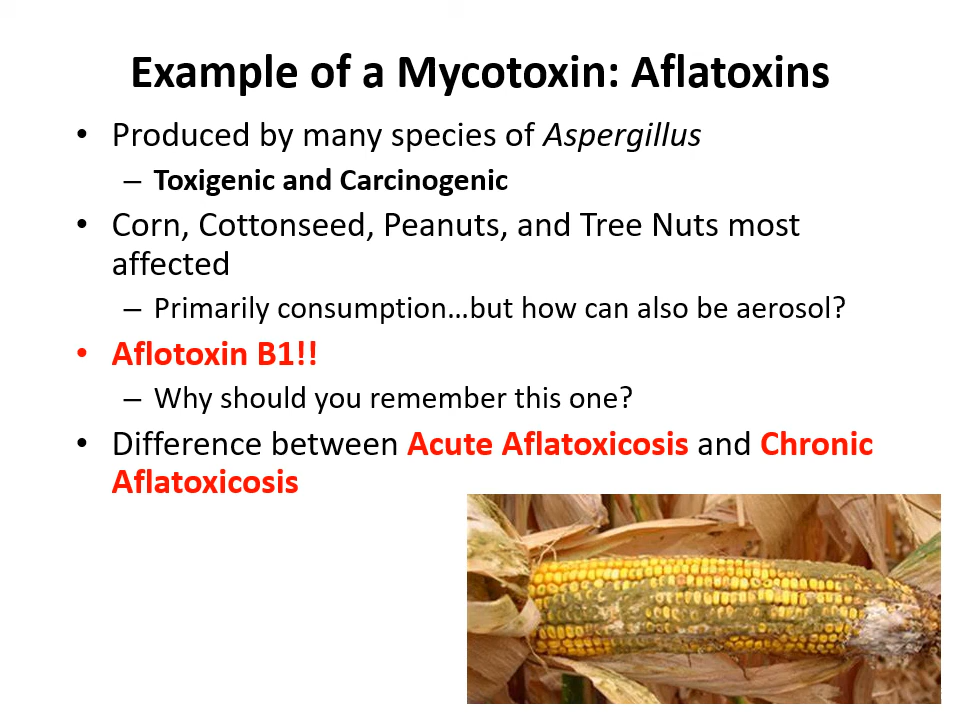 Example of a Mycotoxin: Aflatoxins
• Produced by many species of Aspergillus
– Toxigenic and Carcinogenic
• Corn, Cottonseed, Peanuts, and Tree Nuts most
affected
– Primarily consumption…but how can also be aerosol?
• Aflotoxin B1!!
– Why should you remember this one?
• Difference between Acute Aflatoxicosis and Chronic
Aflatoxicosis